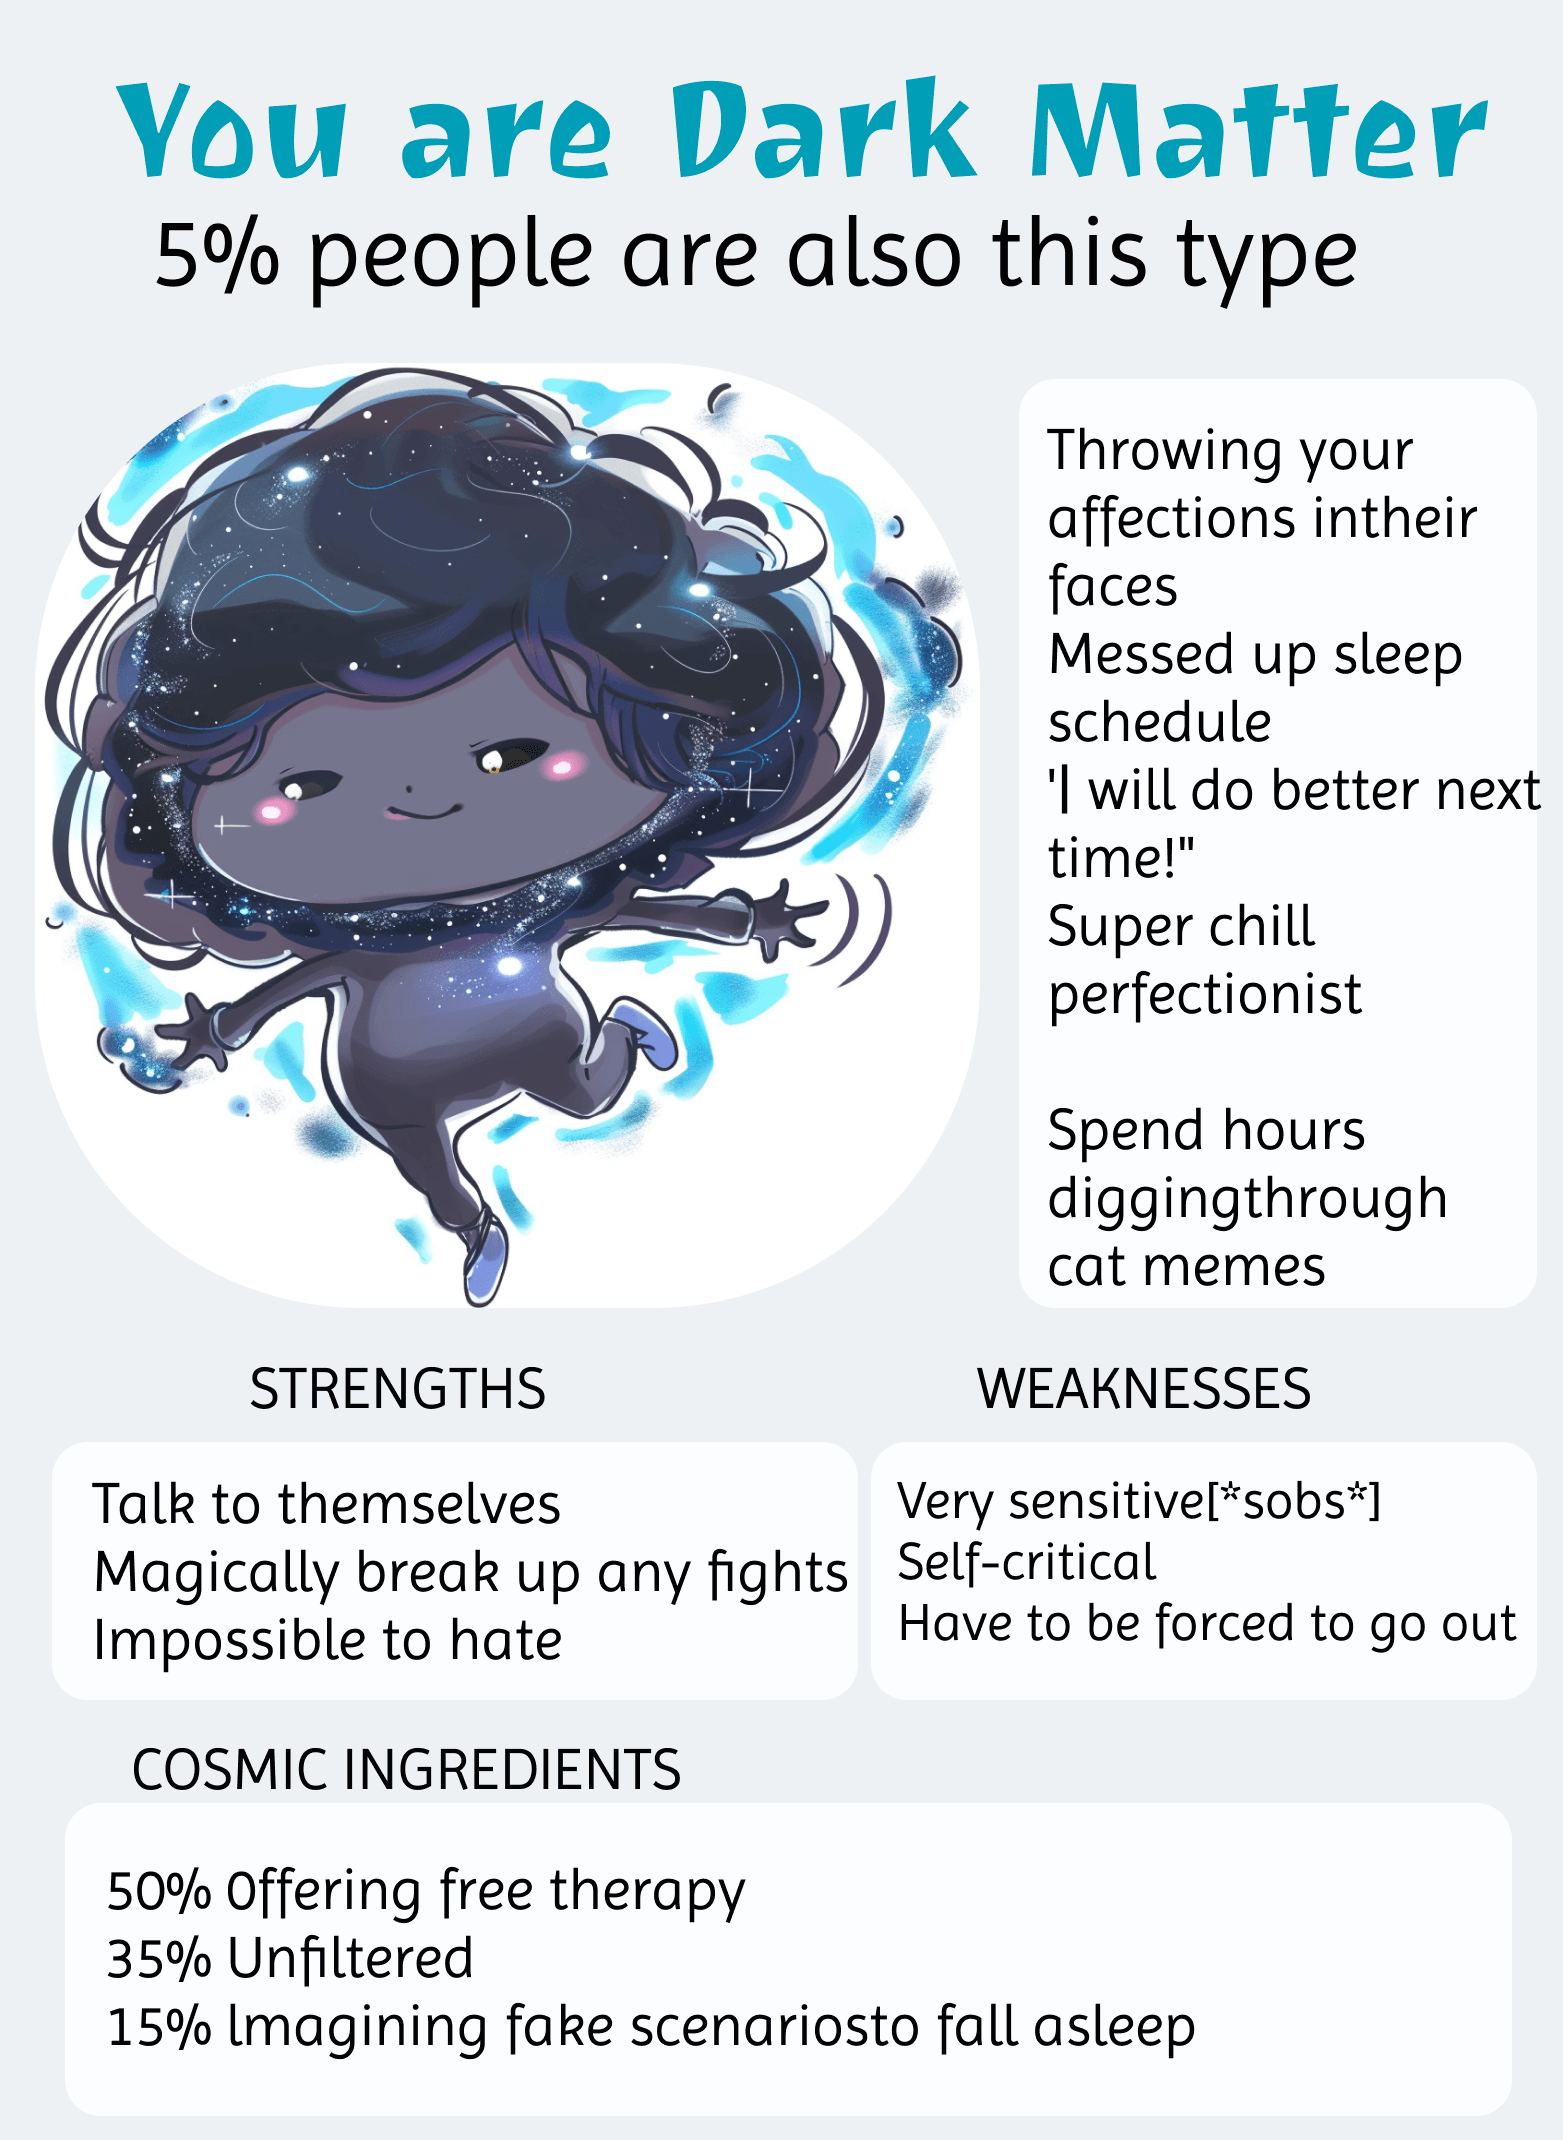 You are Dark Matter
5% people are also this type
Throwing your
affections intheir
faces
Messed up sleep
schedule
'| will do better next
time!"
Super chill
perfectionist
Spend hours
diggingthrough
cat memes
STRENGTHS
WEAKNESSES
Talk to themselves
Magically break up any fights
Impossible to hate
Very sensitive[*sobs*]
Self-critical
Have to be forced to go out
COSMIC INGREDIENTS
50% 0ffering free therapy
35% Unfiltered
15% lmagining fake scenariosto fall asleep